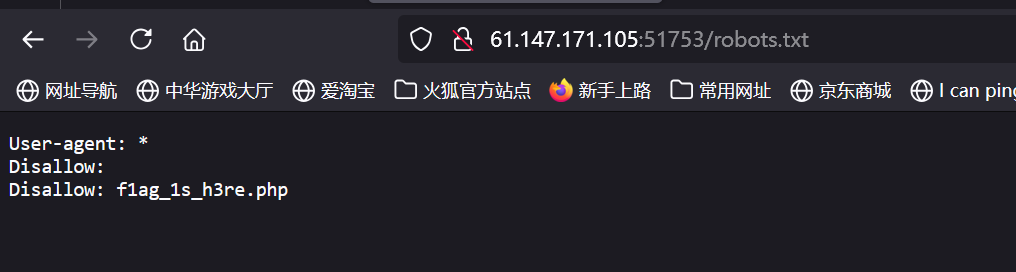 61.147.171.105:51753/robots.txt
网址导航 中华游戏大厅 爱淘宝 火狐官方站点 新手上路 常用网址 京东商城 I can ping
User-agent: *
Disallow:
Disallow: f1ag_1s_h3re.php